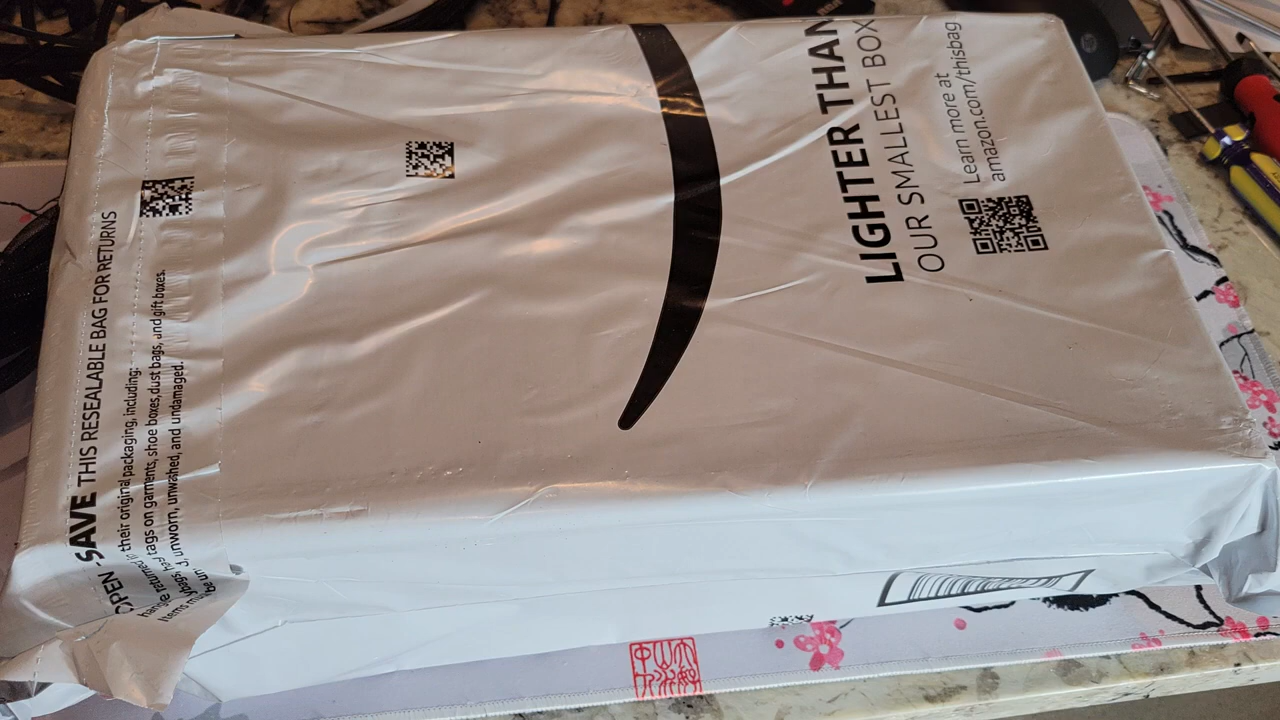 LIGHTER THAN
OUR SMALLEST BOX
Learn more at
amazon.com/thisbag
OPEN
SAVE THIS RESEALABLE BAG FOR RETURNS
their original packaging, including:
tags on garments, shoe boxes, dust bags, and gift boxes.
unworn, unwashed, and undamaged.